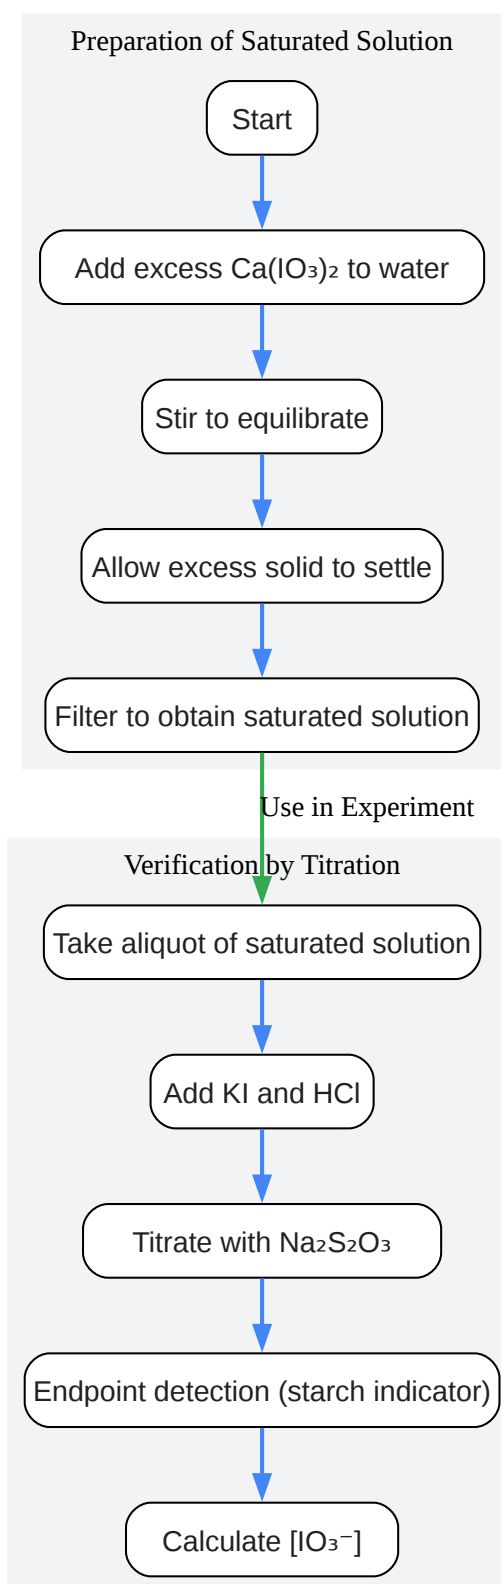 Preparation of Saturated Solution
Start
Add excess Ca(IO₃)₂ to water
Stir to equilibrate
Allow excess solid to settle
Filter to obtain saturated solution
Use in Experiment
Verification by Titration
Take aliquot of saturated solution
Add KI and HCl
Titrate with Na₂S₂O₃
Endpoint detection (starch indicator)
Calculate [IO₃⁻]